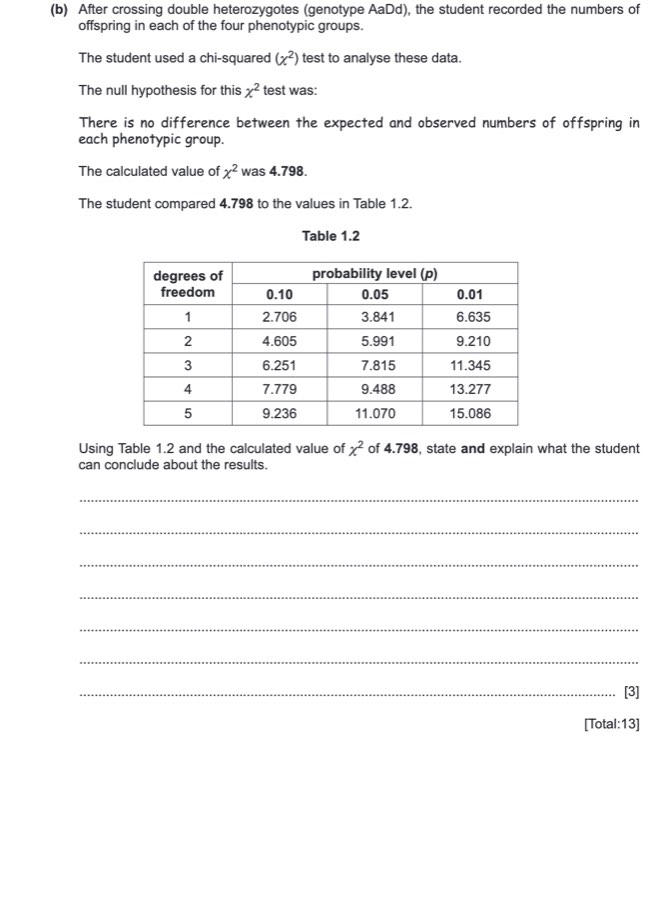 (b) After crossing double heterozygotes (genotype AaDd), the student recorded the numbers of
offspring in each of the four phenotypic groups.
The student used a chi-squared (χ²) test to analyse these data.
The null hypothesis for this χ² test was:
There is no difference between the expected and observed numbers of offspring in
each phenotypic group.
The calculated value of χ² was 4.798.
The student compared 4.798 to the values in Table 1.2.
Table 1.2
degrees of freedom probability level (p)
0.10 0.05 0.01
1 2.706 3.841 6.635
2 4.605 5.991 9.210
3 6.251 7.815 11.345
4 7.779 9.488 13.277
5 9.236 11.070 15.086
Using Table 1.2 and the calculated value of χ² of 4.798, state and explain what the student
can conclude about the results.
[3]
[Total:13]